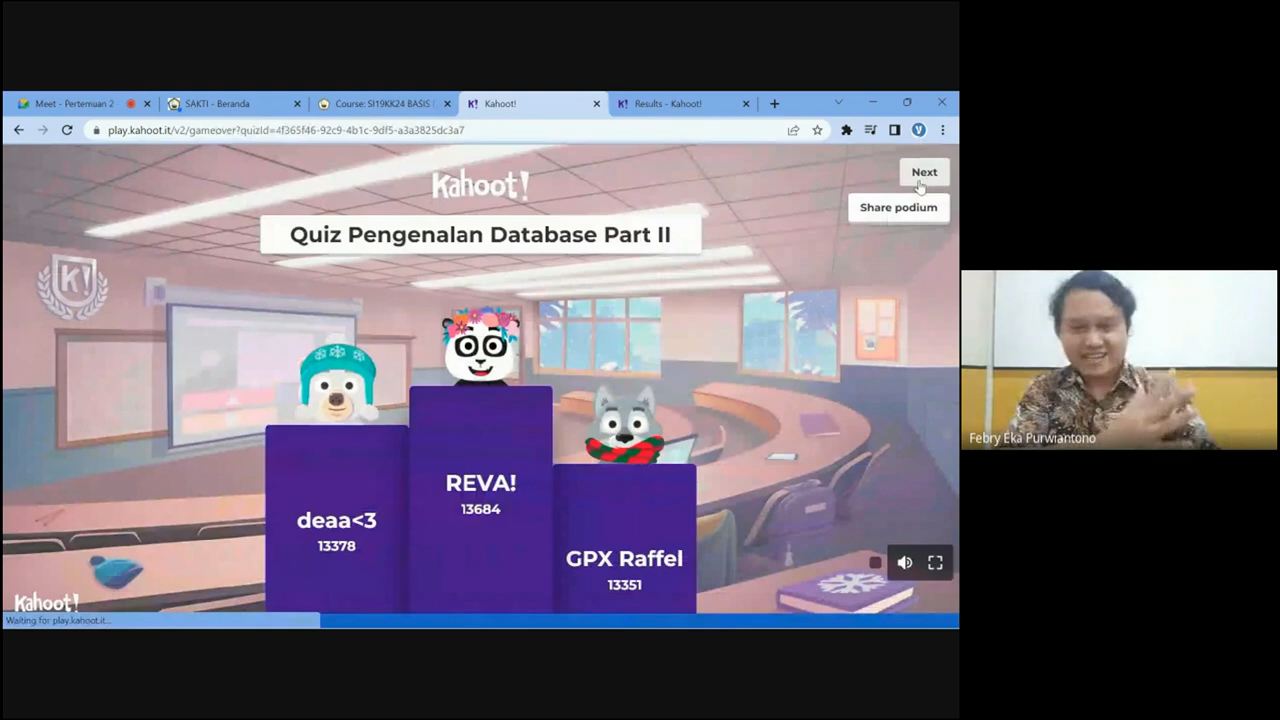 Meet - Pertemuan 2
SAKTI - Beranda
Course: SI19KK24 BASIS (
Kahoot!
Results - Kahoot!
play.kahoot.it/v2/gameover?quizId=4f365f46-92c9-4b1c-9df5-a3a3825dc3a7
V
Next
Share podium
Kahoot!
Quiz Pengenalan Database Part II
K!
REVA!
13684
deaa<3
13378
GPX Raffel
13351
Kahoot!
Waiting for play.kahoot.it...
Febry Eka Purwiantono